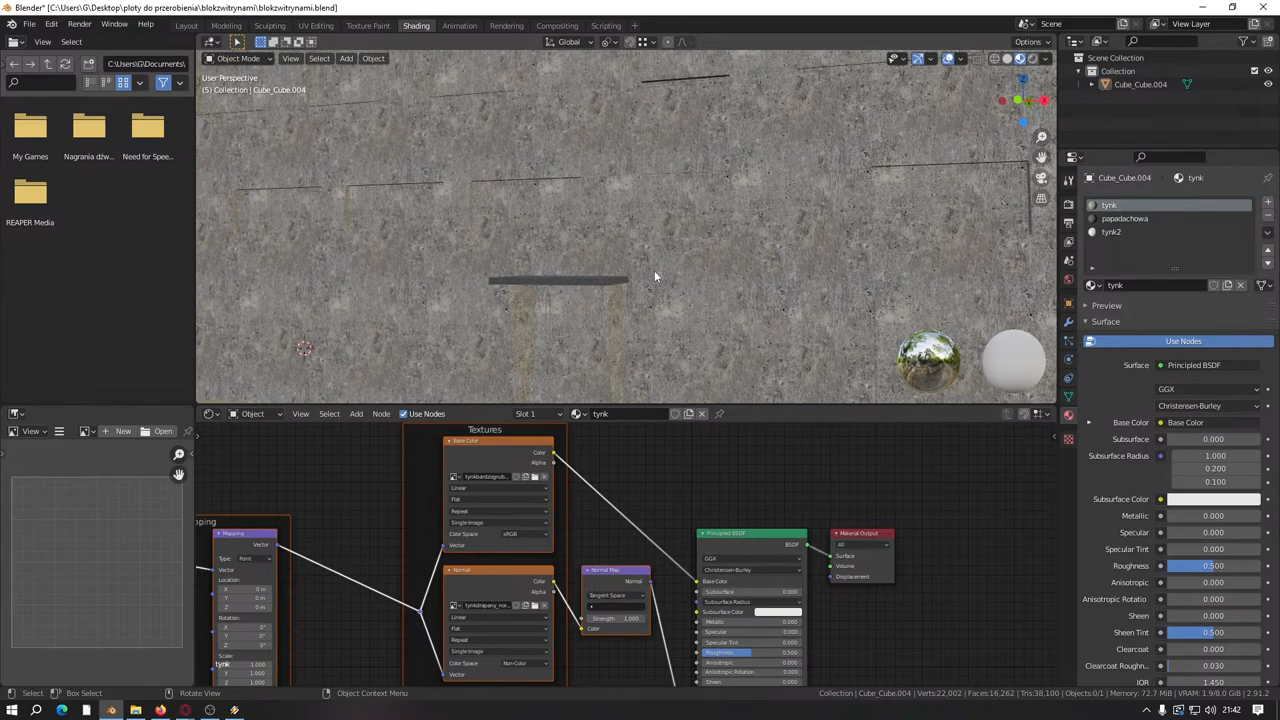 Blender* [C:\Users\G\Desktop\ploty do przerobienia\blokzwitrynami\blokzwitrynami.blend]
File Edit Render Window Help
Layout Modeling Sculpting UV Editing Texture Paint Shading Animation Rendering Compositing Scripting
Scene
View Layer
View Select
Global
Options
C:\Users\G\Documents\
Object Mode View Select Add Object
My Games
Nagrania dźw...
Need for Spee...
REAPER Media
User Perspective
(5) Collection | Cube_Cube.004
Scene Collection
Collection
Cube_Cube.004
Cube_Cube.004 tynk
tynk
papadachowa
tynk2
tynk
Preview
Surface
Use Nodes
Surface Principled BSDF
GGX
Christensen-Burley
Base Color Base Color
Subsurface 0.000
Subsurface Radius 1.000
0.200
0.100
Subsurface Color
Metallic 0.000
Specular 0.000
Specular Tint 0.000
Roughness 0.500
Anisotropic 0.000
Anisotropic Rotatio 0.000
Sheen 0.000
Sheen Tint 0.500
Clearcoat 0.000
Clearcoat Roughn... 0.030
IOR 1.450
Object View Select Add Node Use Nodes Slot 1 tynk
View New Open
Textures
Base Color
Color
Alpha
tynkbardzogrub...
Linear
Flat
Repeat
Single Image
Color Space sRGB
Vector
Normal
Color
Alpha
tynkdrapany_nor...
Linear
Flat
Repeat
Single Image
Color Space Non-Color
Vector
pping
Mapping
Vector
Type: Point
Vector
Location:
X 0 m
Y 0 m
Z 0 m
Rotation:
X 0°
Y 0°
Z 0°
Scale:
X 1.000
Y 1.000
Z 1.000
tynk
Normal Map
Normal
Tangent Space
Strength 1.000
Color
Principled BSDF
BSDF
GGX
Christensen-Burley
Base Color
Subsurface 0.000
Subsurface Radius
Subsurface Color
Metallic 0.000
Specular 0.000
Specular Tint 0.000
Roughness 0.500
Anisotropic 0.000
Anisotropic Rotation 0.000
Sheen 0.000
Material Output
All
Surface
Volume
Displacement
Select Box Select Rotate View Object Context Menu
Collection | Cube_Cube.004 | Verts:22,002 | Faces:16,262 | Tris:38,100 | Objects:0/1 | Memory: 72.7 MiB | VRAM: 1.9/8.0 GiB | 2.91.2
21:42